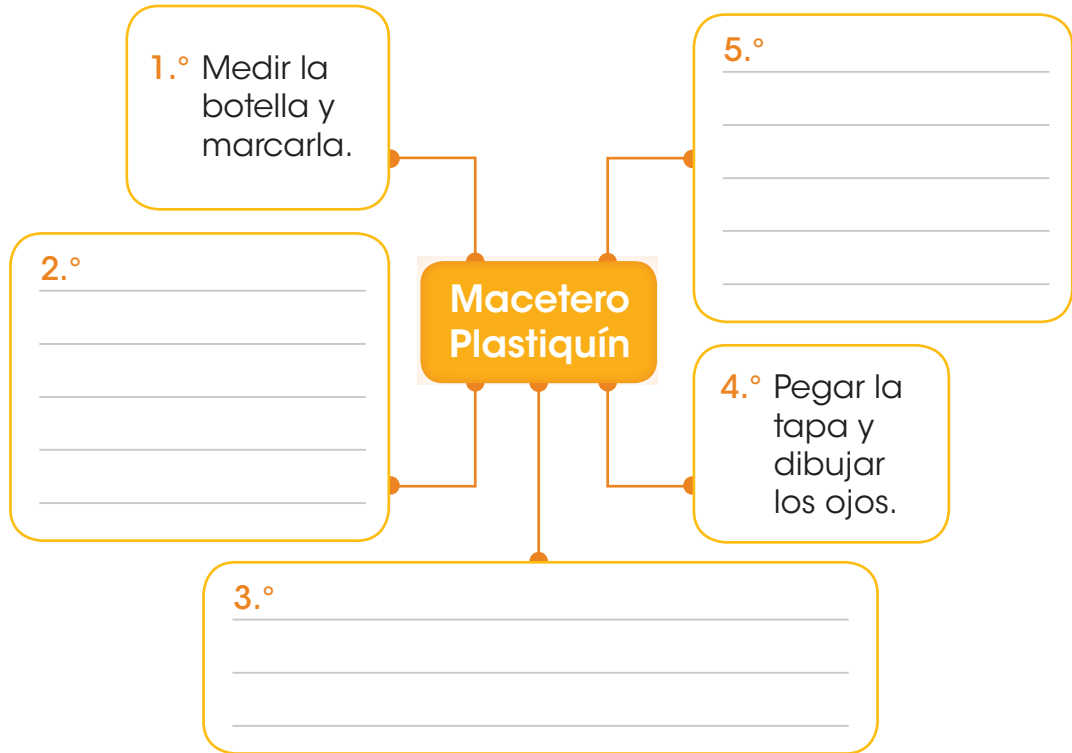 1.° Medir la
botella y
marcarla.
2.°
Macetero
Plastiquín
3.°
4.° Pegar la
tapa y
dibujar
los ojos.
5.°